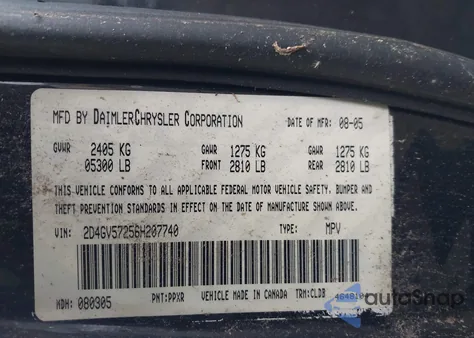 MFD BY DAIMLERCHRYSLER CORPORATION DATE OF MFR: 08-05
GVWR 2405 KG GAWR 1275 KG GAWR 1275 KG
05300 LB FRONT 2810 LB REAR 2810 LB
THIS VEHICLE CONFORMS TO ALL APPLICABLE FEDERAL MOTOR VEHICLE SAFETY, BUMPER AND
THEFT PREVENTION STANDARDS IN EFFECT ON THE DATE OF MANUFACTURE SHOWN ABOVE.
VIN: 2D4GV57256H207740 TYPE: MPV
MDH: 080305 PNT:PPXR VEHICLE MADE IN CANADA TRM:CLDB
autoSnap